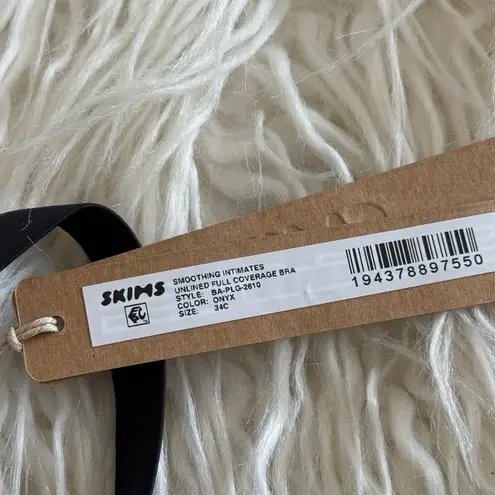 SKIMS
SMOOTHING INTIMATES
UNLINED FULL COVERAGE BRA
STYLE: BA-PLG-2610
COLOR: ONYX
SIZE: 34C
194378897550